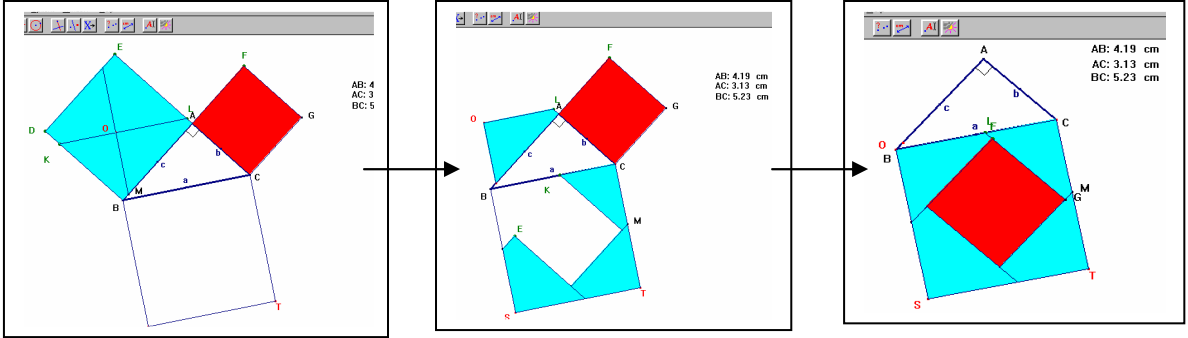 E
F
AB: 4
AC: 3
BC: 5
L A
G
D
O
K
c
b
M
a
C
B
T
F
AB: 4.19 cm
AC: 3.13 cm
BC: 5.23 cm
L
A
G
O
c
b
a
C
B
K
M
E
T
S
A
AB: 4.19 cm
AC: 3.13 cm
BC: 5.23 cm
c
b
O
a
L
C
B
F
M
G
T
S